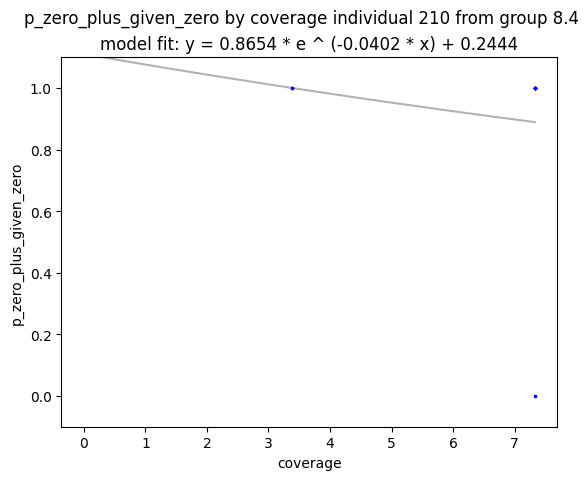 p_zero_plus_given_zero by coverage individual 210 from group 8.4
model fit: y = 0.8654 * e ^ (-0.0402 * x) + 0.2444
1.0
0.8
0.6
0.4
0.2
0.0
p_zero_plus_given_zero
0 1 2 3 4 5 6 7
coverage